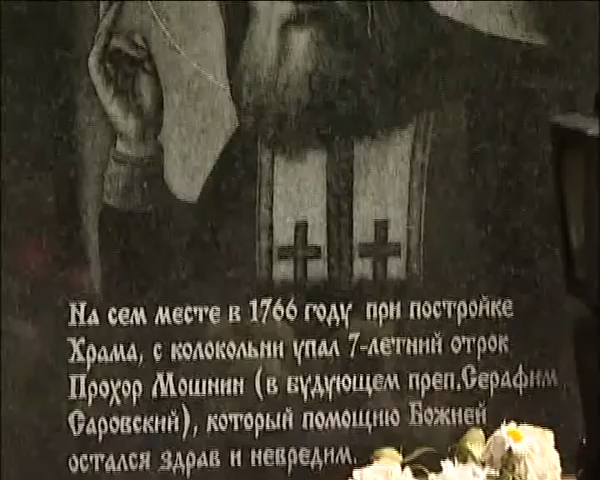 На сем месте в 1766 году при постройке
Храма, с колокольни упал 7-летний отрок
Прохор Мошнин (в будующем преп.Серафим
Саровский), который помощию Божией
остался здрав и невредим.